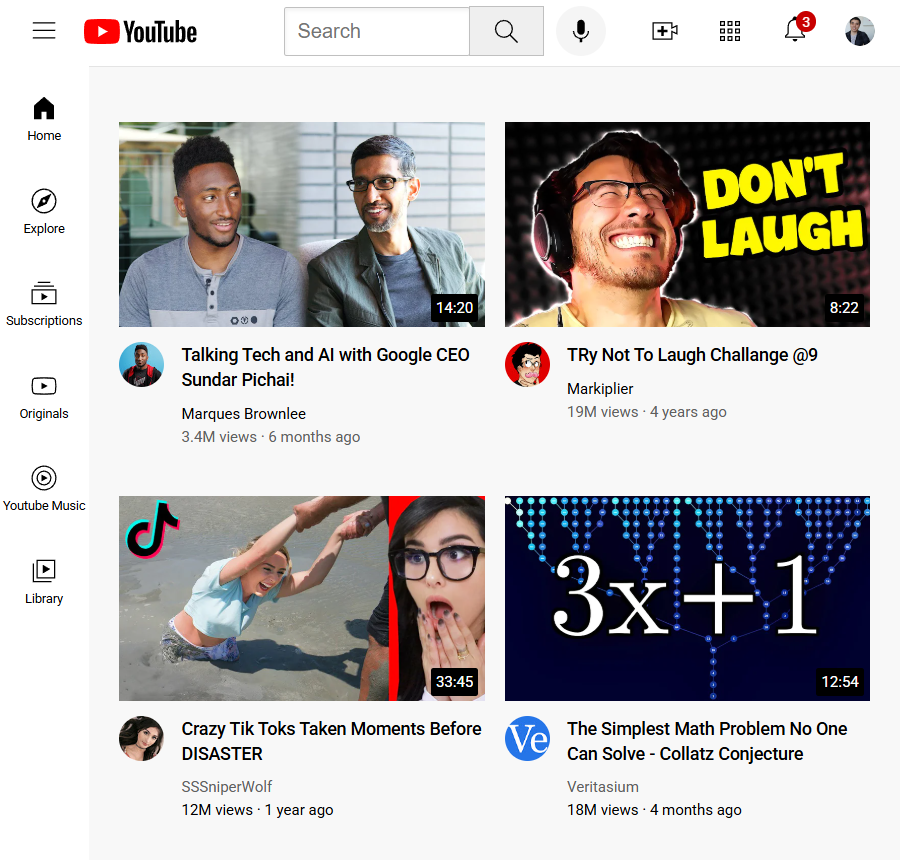 YouTube
Search
3
Home
Explore
Subscriptions
Originals
Youtube Music
Library
14:20
DON'T
LAUGH
8:22
Talking Tech and AI with Google CEO
Sundar Pichai!
Marques Brownlee
3.4M views · 6 months ago
TRy Not To Laugh Challange @9
Markiplier
19M views · 4 years ago
33:45
3x+1
12:54
Crazy Tik Toks Taken Moments Before
DISASTER
SSSniperWolf
12M views · 1 year ago
Ve
The Simplest Math Problem No One
Can Solve - Collatz Conjecture
Veritasium
18M views · 4 months ago